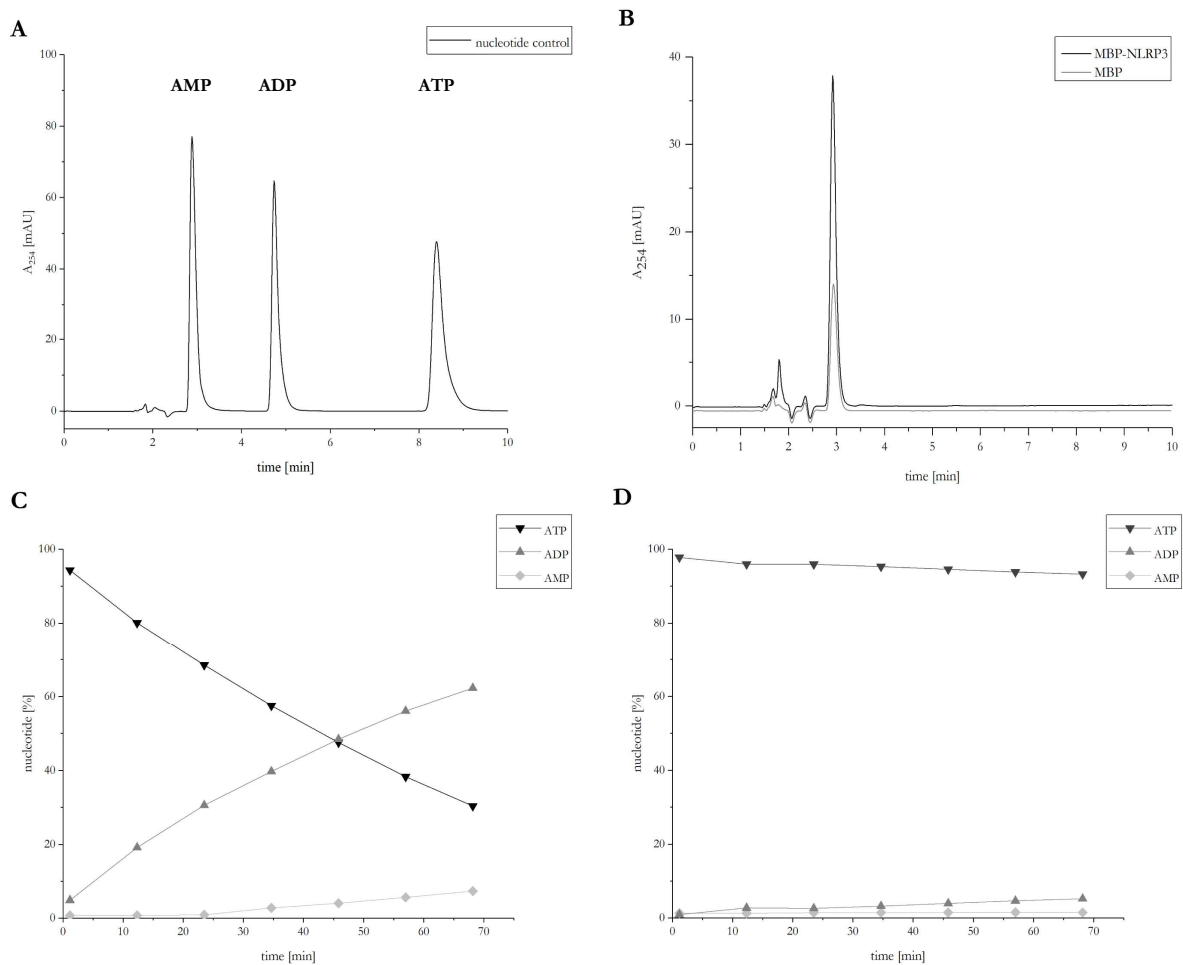 A
nucleotide control
100
AMP ADP ATP
80
60
40
20
0
A254 [mAU]
0 2 4 6 8 10
time [min]
B
MBP-NLRP3
MBP
40
30
20
10
5
0
A254 [mAU]
0 1 2 3 4 5 6 7 8 9 10
time [min]
C
ATP
ADP
AMP
100
80
60
40
20
0
nucleotide [%]
0 10 20 30 40 50 60 70
time [min]
D
ATP
ADP
AMP
100
80
60
40
20
0
nucleotide [%]
0 10 20 30 40 50 60 70
time [min]